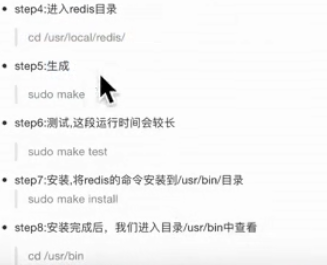 step4:进入redis目录
cd /usr/local/redis/
step5:生成
sudo make
step6:测试,这段运行时间会较长
sudo make test
step7:安装,将redis的命令安装到/usr/bin/目录
sudo make install
step8:安装完成后，我们进入目录/usr/bin中查看
cd /usr/bin